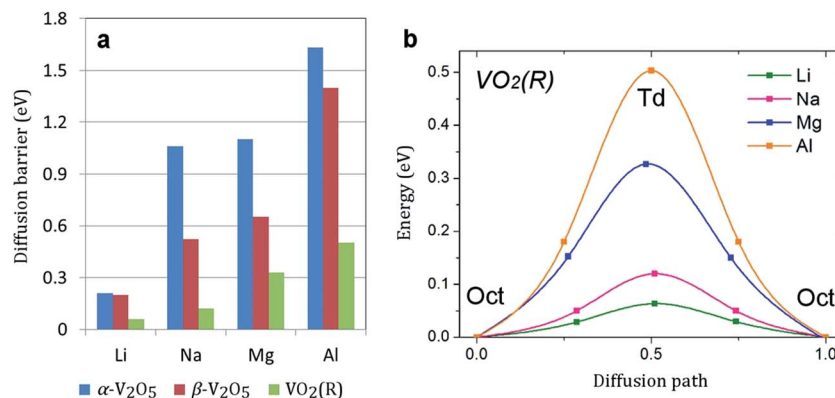 a
Diffusion barrier (eV)
1.8
1.5
1.2
0.9
0.6
0.3
0
Li Na Mg Al
α-V₂O₅ β-V₂O₅ VO₂(R)
b
VO₂(R)
Td
Li
Na
Mg
Al
Energy (eV)
0.5
0.4
0.3
0.2
0.1
0.0
Oct
Oct
0.0 0.5 1.0
Diffusion path